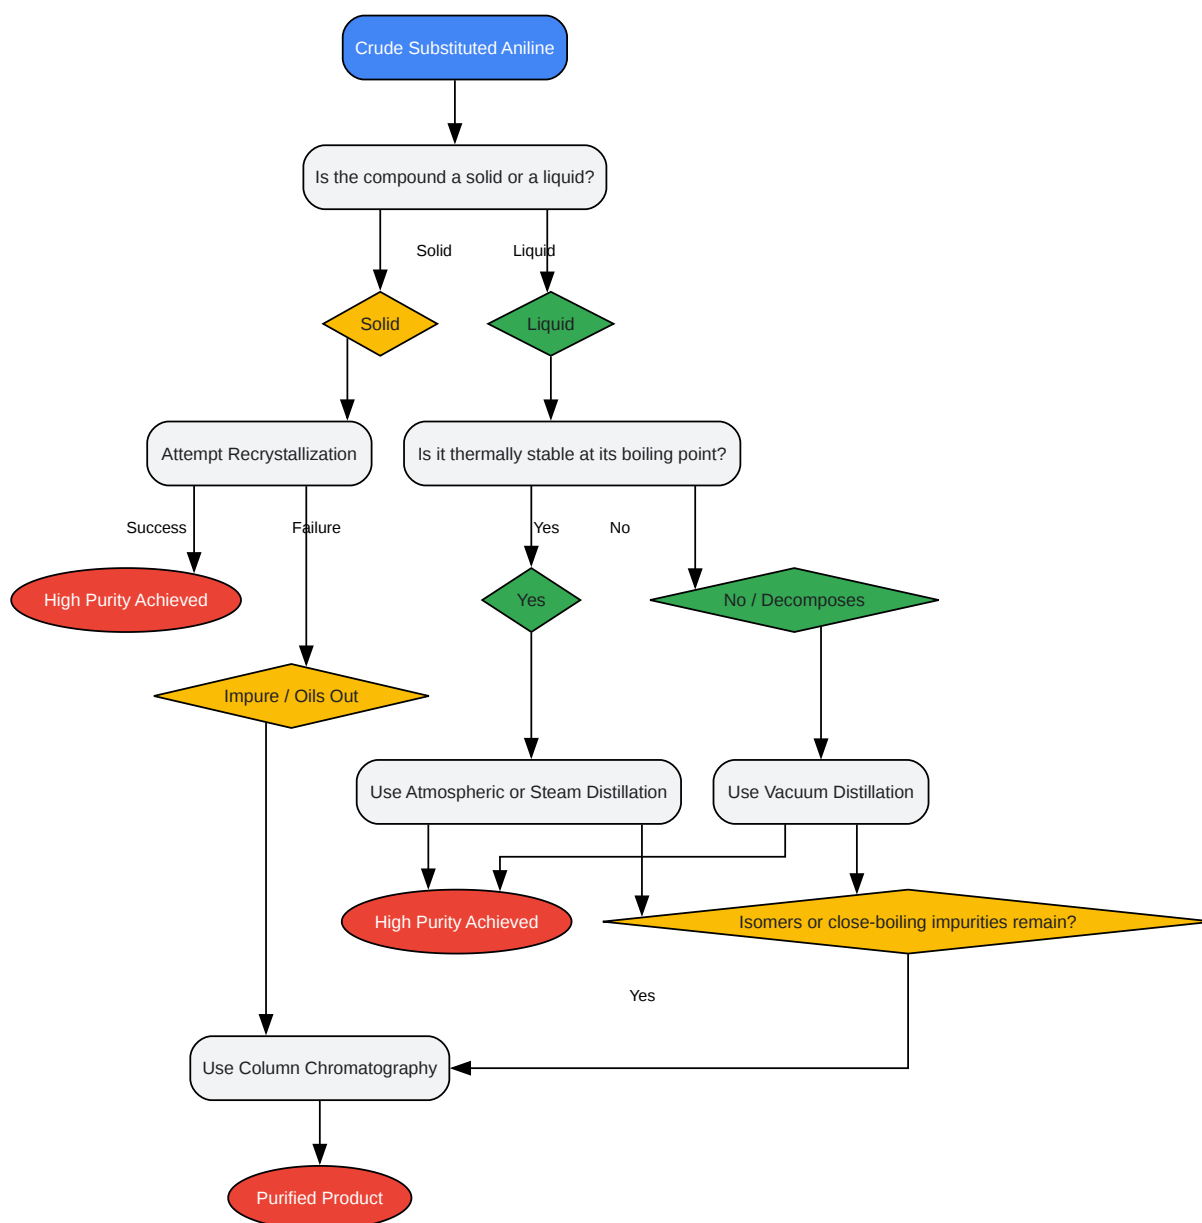 Crude Substituted Aniline
Is the compound a solid or a liquid?
Solid
Liquid
Solid
Liquid
Attempt Recrystallization
Is it thermally stable at its boiling point?
Success
Failure
Yes
No
High Purity Achieved
Yes
No / Decomposes
Impure / Oils Out
Use Atmospheric or Steam Distillation
Use Vacuum Distillation
High Purity Achieved
Isomers or close-boiling impurities remain?
Yes
Use Column Chromatography
Purified Product